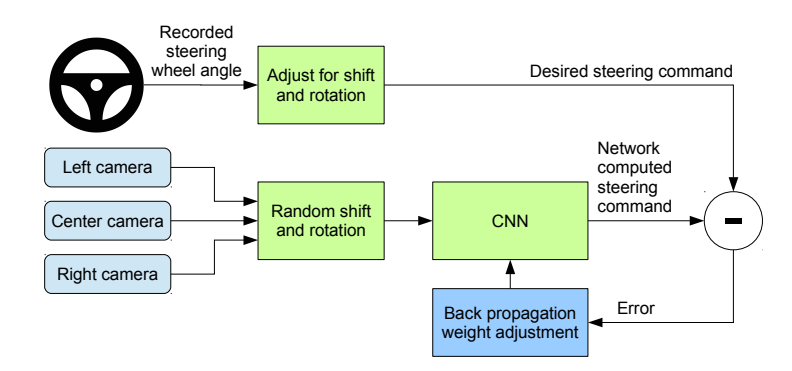 Recorded
steering
wheel angle
Adjust for shift
and rotation
Desired steering command
Left camera
Center camera
Right camera
Random shift
and rotation
CNN
Network
computed
steering
command
-
Back propagation
weight adjustment
Error